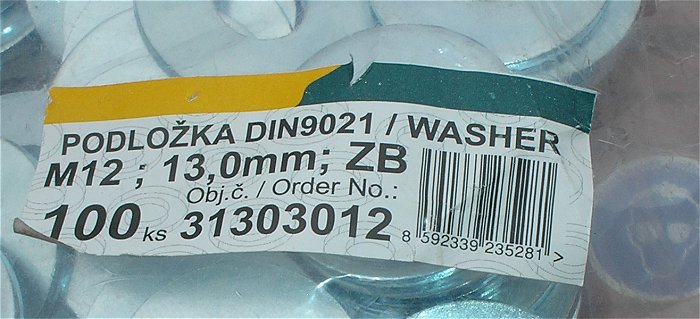 PODLOŽKA DIN9021 / WASHER
M12 ; 13,0mm; ZB
Obj.č. / Order No.:
100 ks 31303012
8 592339 235281 >